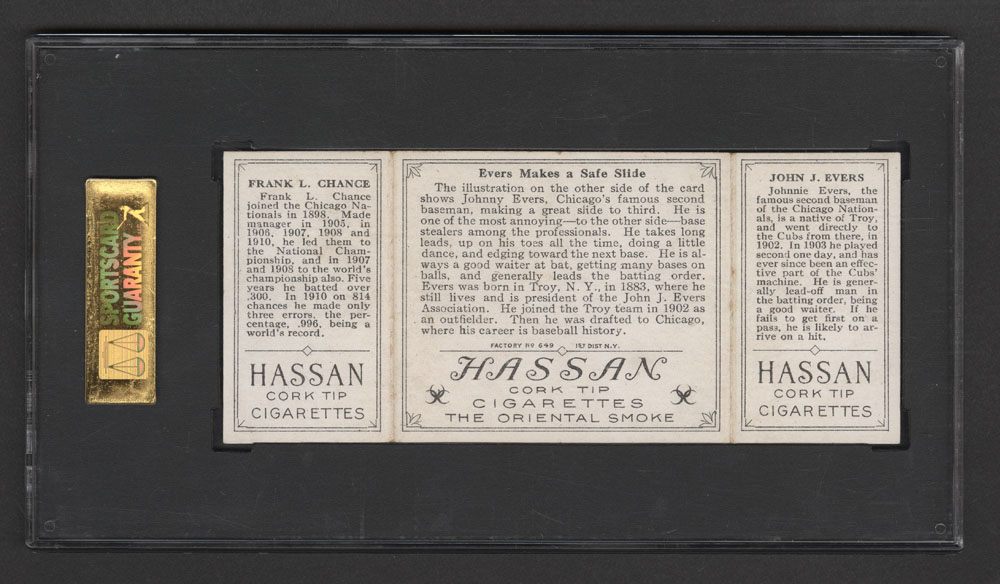 SPORTSCARD
GUARANTY
FRANK L. CHANCE
Frank L. Chance
joined the Chicago Na-
tionals in 1898. Made
manager in 1905, in
1906, 1907, 1908 and
1910, he led them to
the National Cham-
pionship, and in 1907
and 1908 to the world's
championship also. Five
years he batted over
.300. In 1910 on 814
chances he made only
three errors, the per-
centage, .996, being a
world's record.
HASSAN
CORK TIP
CIGARETTES
Evers Makes a Safe Slide
The illustration on the other side of the card
shows Johnny Evers, Chicago's famous second
baseman, making a great slide to third. He is
one of the most annoying—to the other side—base
stealers among the professionals. He takes long
leads, up on his toes all the time, doing a little
dance, and edging toward the next base. He is al-
ways a good waiter at bat, getting many bases on
balls, and generally leads the batting order.
Evers was born in Troy, N. Y., in 1883, where he
still lives and is president of the John J. Evers
Association. He joined the Troy team in 1902 as
an outfielder. Then he was drafted to Chicago,
where his career is baseball history.
FACTORY No 649 1ST DIST N.Y.
HASSAN
CORK TIP
CIGARETTES
THE ORIENTAL SMOKE
JOHN J. EVERS
Johnnie Evers, the
famous second baseman
of the Chicago Nation-
als, is a native of Troy,
and went directly to
the Cubs from there, in
1902. In 1903 he played
second one day, and has
ever since been an effec-
tive part of the Cubs'
machine. He is gener-
ally lead-off man in
the batting order, being
a good waiter. If he
fails to get first on a
pass, he is likely to ar-
rive on a hit.
HASSAN
CORK TIP
CIGARETTES